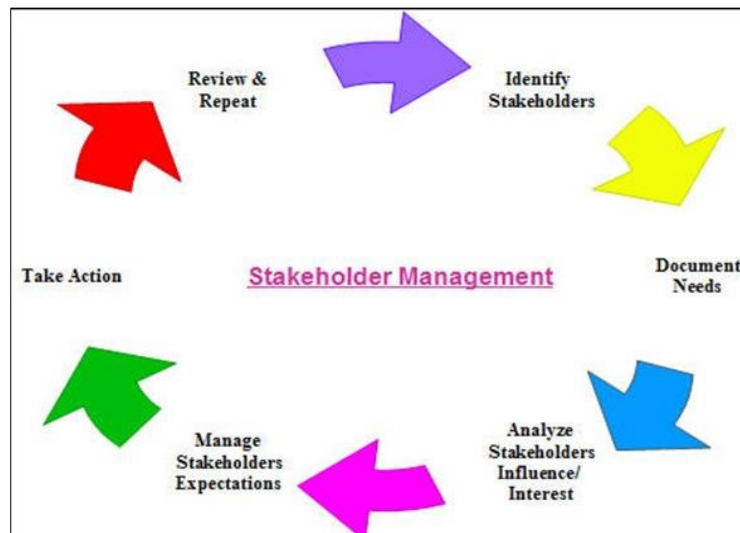 Review &
Repeat
Identify
Stakeholders
Take Action
Stakeholder Management
Document
Needs
Manage
Stakeholders
Expectations
Analyze
Stakeholders
Influence/
Interest